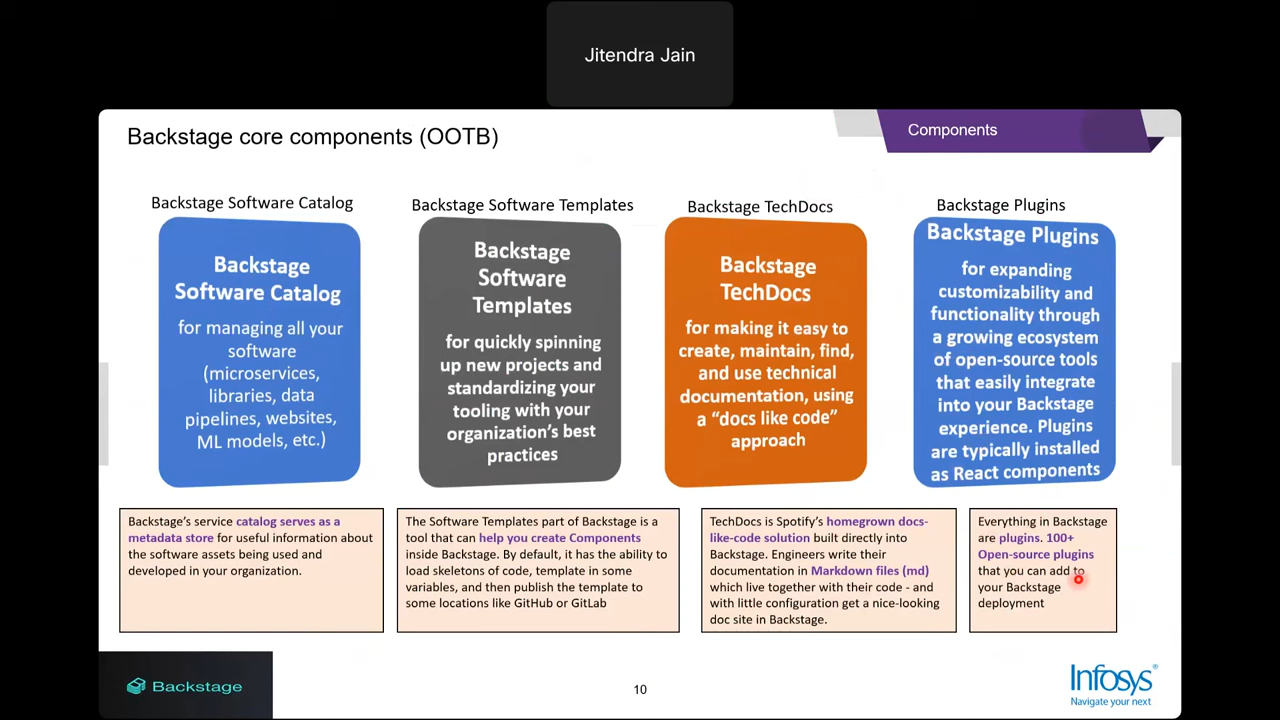 Jitendra Jain
Backstage core components (OOTB)
Components
Backstage Software Catalog
Backstage
Software Catalog
for managing all your
software
(microservices,
libraries, data
pipelines, websites,
ML models, etc.)
Backstage's service catalog serves as a
metadata store for useful information about
the software assets being used and
developed in your organization.
Backstage Software Templates
Backstage
Software
Templates
for quickly spinning
up new projects and
standardizing your
tooling with your
organization's best
practices
The Software Templates part of Backstage is a
tool that can help you create Components
inside Backstage. By default, it has the ability to
load skeletons of code, template in some
variables, and then publish the template to
some locations like GitHub or GitLab
Backstage TechDocs
Backstage
TechDocs
for making it easy to
create, maintain, find,
and use technical
documentation, using
a “docs like code”
approach
TechDocs is Spotify's homegrown docs-
like-code solution built directly into
Backstage. Engineers write their
documentation in Markdown files (md)
which live together with their code - and
with little configuration get a nice-looking
doc site in Backstage.
Backstage Plugins
Backstage Plugins
for expanding
customizability and
functionality through
a growing ecosystem
of open-source tools
that easily integrate
into your Backstage
experience. Plugins
are typically installed
as React components
Everything in Backstage
are plugins. 100+
Open-source plugins
that you can add to
your Backstage
deployment
Backstage
10
Infosys®
Navigate your next